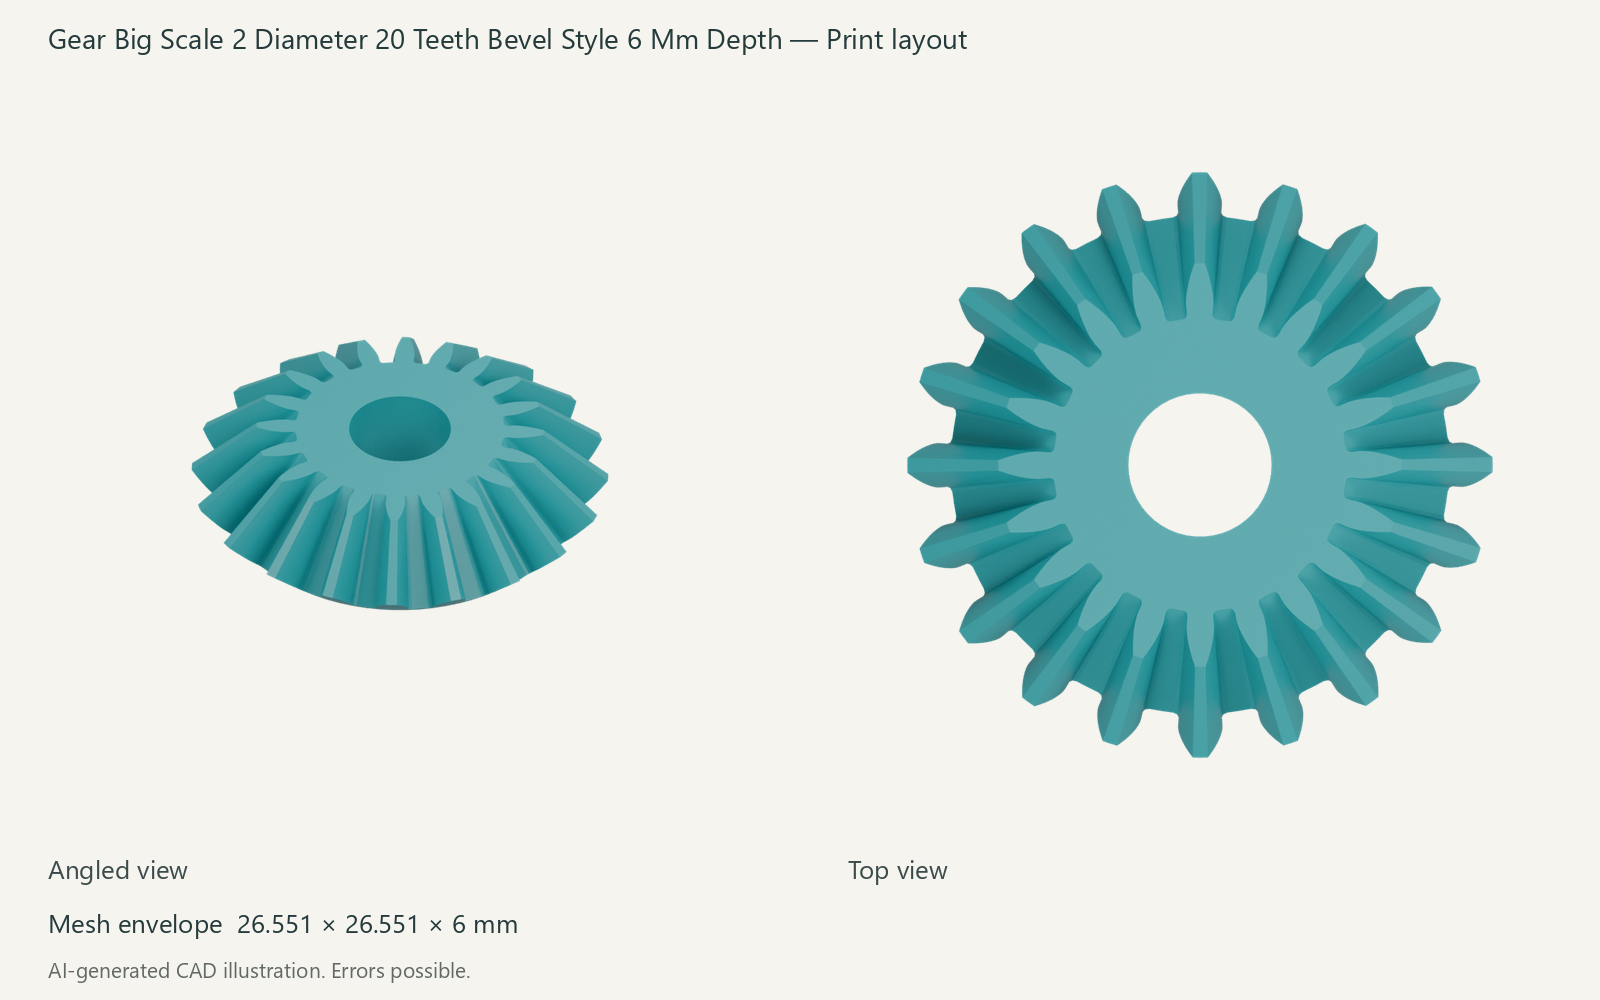 Gear Big Scale 2 Diameter 20 Teeth Bevel Style 6 Mm Depth — Print layout
Angled view
Top view
Mesh envelope 26.551 × 26.551 × 6 mm
AI-generated CAD illustration. Errors possible.